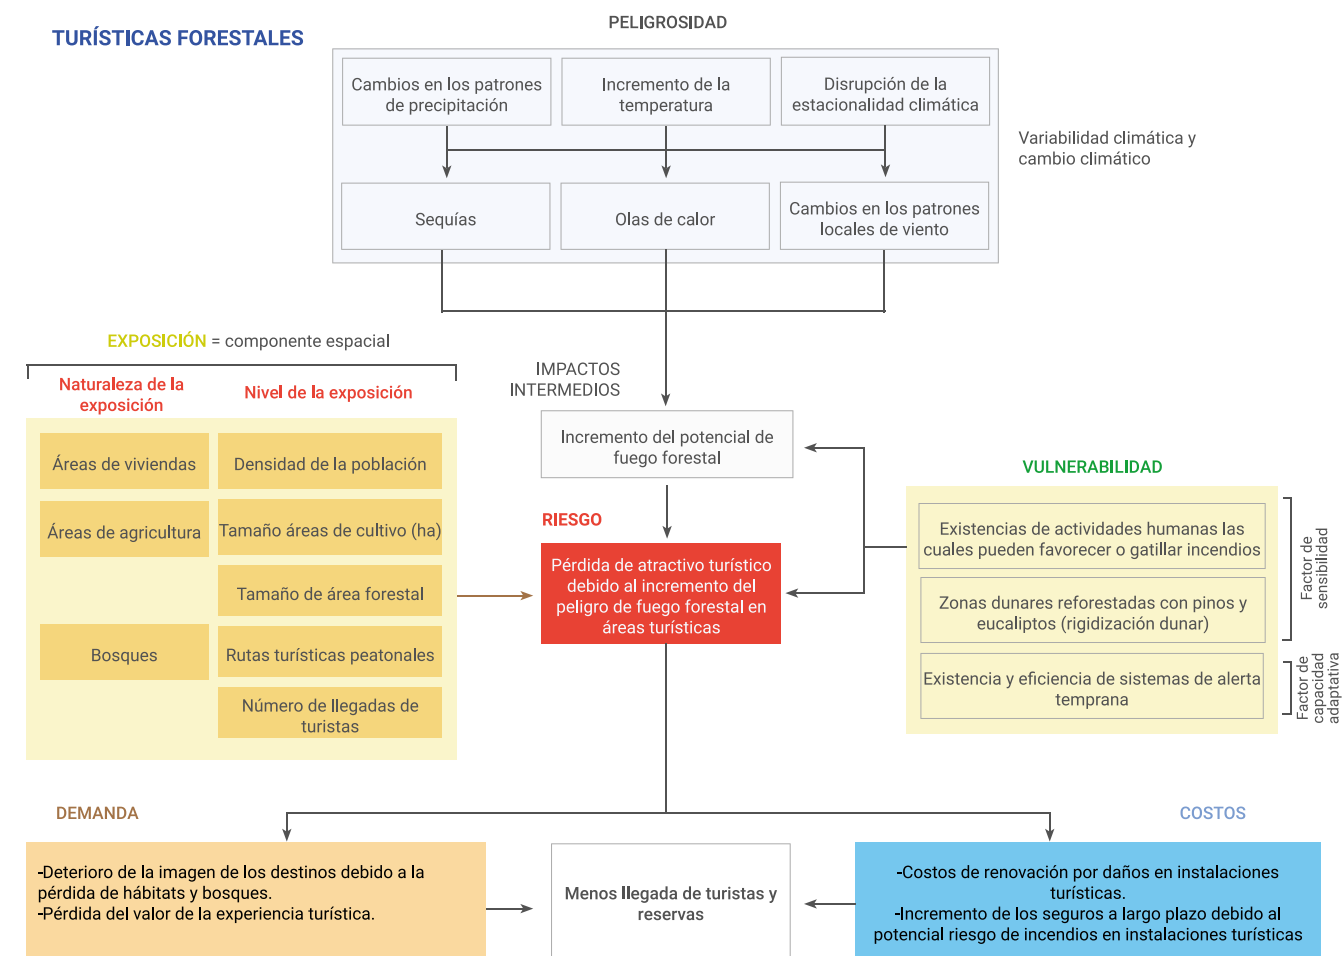 TURÍSTICAS FORESTALES
PELIGROSIDAD
Cambios en los patrones
de precipitación
Incremento de la
temperatura
Disrupción de la
estacionalidad climática
Variabilidad climática y
cambio climático
Sequías
Olas de calor
Cambios en los patrones
locales de viento
EXPOSICIÓN = componente espacial
Naturaleza de la
exposición
Nivel de la exposición
Áreas de viviendas
Densidad de la población
Áreas de agricultura
Tamaño áreas de cultivo (ha)
Tamaño de área forestal
Bosques
Rutas turísticas peatonales
Número de llegadas de
turistas
IMPACTOS
INTERMEDIOS
Incremento del potencial de
fuego forestal
RIESGO
Pérdida de atractivo turístico
debido al incremento del
peligro de fuego forestal en
áreas turísticas
VULNERABILIDAD
Existencias de actividades humanas las
cuales pueden favorecer o gatillar incendios
Zonas dunares reforestadas con pinos y
eucaliptos (rigidización dunar)
Existencia y eficiencia de sistemas de alerta
temprana
Factor de
sensibilidad
Factor de
capacidad
adaptativa
DEMANDA
-Deterioro de la imagen de los destinos debido a la
pérdida de hábitats y bosques.
-Pérdida del valor de la experiencia turística.
Menos llegada de turistas y
reservas
COSTOS
-Costos de renovación por daños en instalaciones
turísticas.
-Incremento de los seguros a largo plazo debido al
potencial riesgo de incendios en instalaciones turísticas